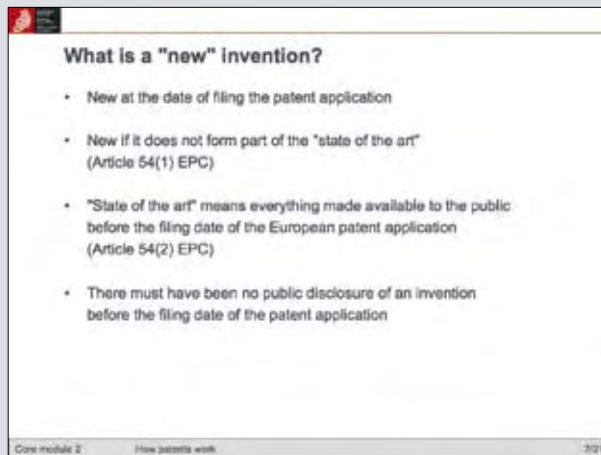 What is a "new" invention?
• New at the date of filing the patent application
• New if it does not form part of the "state of the art"
(Article 54(1) EPC)
• "State of the art" means everything made available to the public
before the filing date of the European patent application
(Article 54(2) EPC)
• There must have been no public disclosure of an invention
before the filing date of the patent application
Core module 2 How patents work